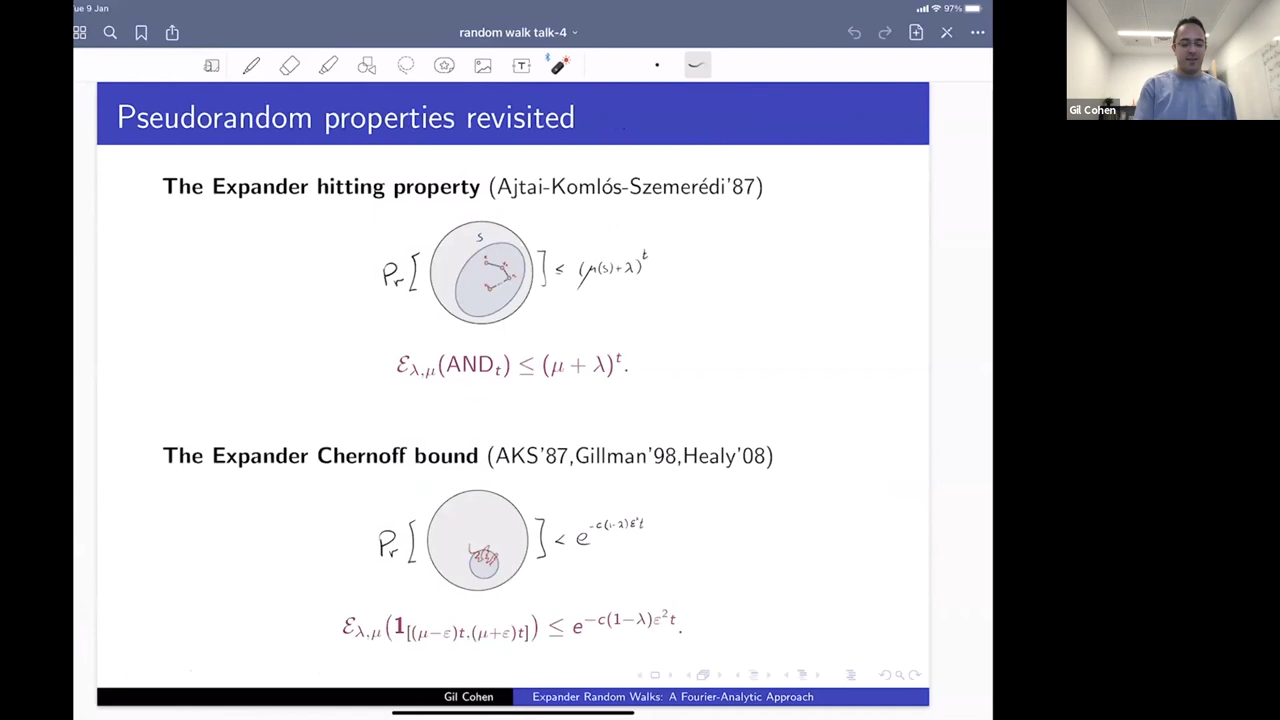 ue 9 Jan
97%
random walk talk-4
Gil Cohen
Pseudorandom properties revisited
The Expander hitting property (Ajtai-Komlós-Szemerédi'87)
S
Pr [ ] ≤ (μ(S)+λ)^t
ℰ_{λ,μ}(AND_t) ≤ (μ + λ)^t.
The Expander Chernoff bound (AKS'87,Gillman'98,Healy'08)
Pr [ ] < e^{-c(1-λ)ε²t}
ℰ_{λ,μ}(1_{[(μ−ε)t,(μ+ε)t]}) ≤ e^{−c(1−λ)ε²t}.
Gil Cohen Expander Random Walks: A Fourier-Analytic Approach